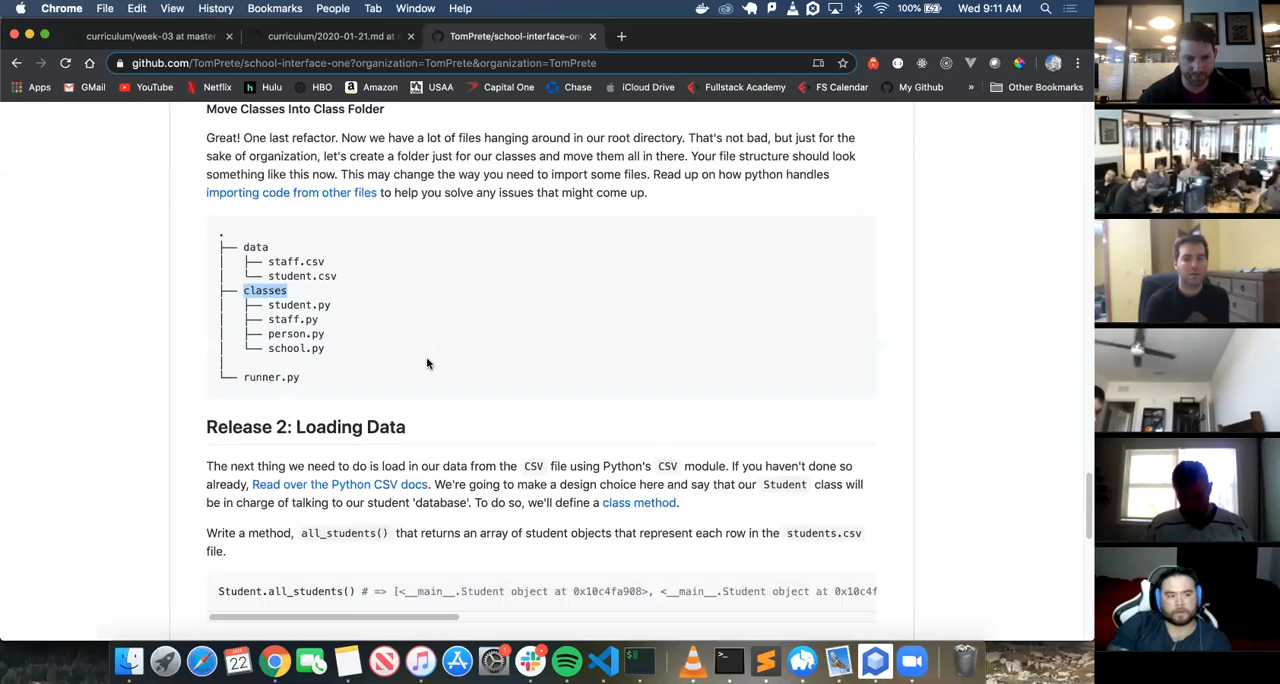 Chrome File Edit View History Bookmarks People Tab Window Help 100% Wed 9:11 AM
curriculum/week-03 at master curriculum/2020-01-21.md at TomPrete/school-interface-one
github.com/TomPrete/school-interface-one?organization=TomPrete&organization=TomPrete
Apps GMail YouTube Netflix Hulu HBO Amazon USAA Capital One Chase iCloud Drive Fullstack Academy FS Calendar My Github » Other Bookmarks
Move Classes Into Class Folder
Great! One last refactor. Now we have a lot of files hanging around in our root directory. That's not bad, but just for the
sake of organization, let's create a folder just for our classes and move them all in there. Your file structure should look
something like this now. This may change the way you need to import some files. Read up on how python handles
importing code from other files to help you solve any issues that might come up.
.
├── data
│ ├── staff.csv
│ └── student.csv
├── classes
│ ├── student.py
│ ├── staff.py
│ ├── person.py
│ └── school.py
│
└── runner.py
Release 2: Loading Data
The next thing we need to do is load in our data from the CSV file using Python's CSV module. If you haven't done so
already, Read over the Python CSV docs. We're going to make a design choice here and say that our Student class will
be in charge of talking to our student 'database'. To do so, we'll define a class method.
Write a method, all_students() that returns an array of student objects that represent each row in the students.csv
file.
Student.all_students() # => [<__main__.Student object at 0x10c4fa908>, <__main__.Student object at 0x10c4f
22